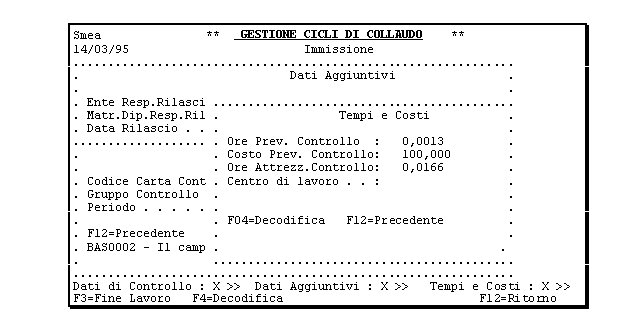 Smea ** GESTIONE CICLI DI COLLAUDO **
14/03/95 Immissione
Dati Aggiuntivi
. Ente Resp.Rilasci
. Matr.Dip.Resp.Ril . Tempi e Costi .
. Data Rilascio . . .
. Ore Prev. Controllo : 0,0013 .
. Costo Prev. Controllo: 100,000 .
. Ore Attrezz.Controllo: 0,0166 .
. Codice Carta Cont . Centro di lavoro . . : .
. Gruppo Controllo . .
. Periodo . . . . . .
. F04=Decodifica F12=Precedente .
. F12=Precedente . .
. BAS0002 - Il camp . .
Dati di Controllo : X >> Dati Aggiuntivi : X >> Tempi e Costi : X >>
F3=Fine Lavoro F4=Decodifica F12=Ritorno